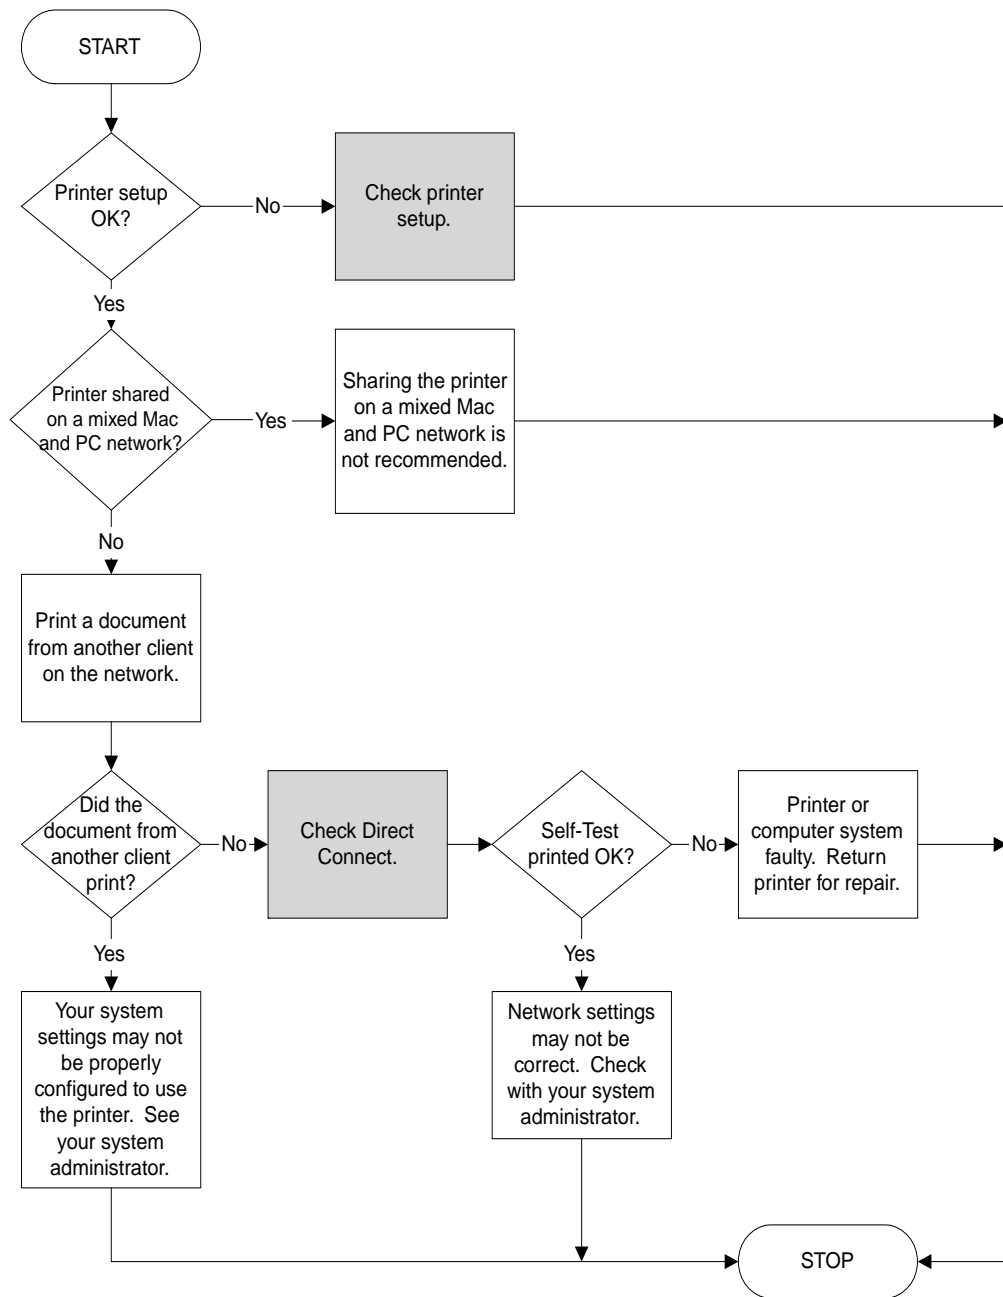 START
Printer setup
OK?
No
Check printer
setup.
Yes
Printer shared
on a mixed Mac
and PC network?
Yes
Sharing the printer
on a mixed Mac
and PC network is
not recommended.
No
Print a document
from another client
on the network.
Did the
document from
another client
print?
No
Check Direct
Connect.
Self-Test
printed OK?
No
Printer or
computer system
faulty.  Return
printer for repair.
Yes
Your system
settings may not
be properly
configured to use
the printer.  See
your system
administrator.
Yes
Network settings
may not be
correct.  Check
with your system
administrator.
STOP